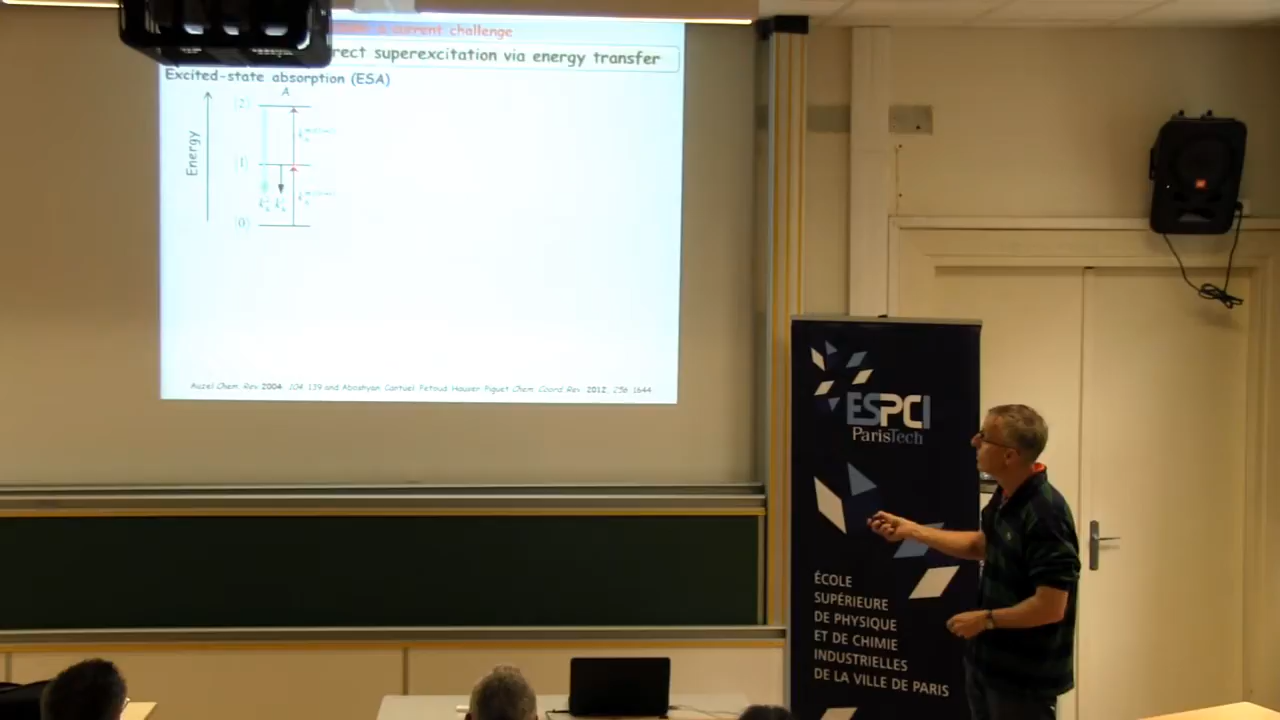 a current challenge
rect superexcitation via energy transfer
Excited-state absorption (ESA)
A
|2⟩
Energy
|1⟩
|0⟩
Auzel Chem. Rev. 2004, 104, 139 and Aboshyan, Cantuel, Petoud, Hauser, Piguet Chem. Coord. Rev. 2012, 256, 1644
ESPCI
ParisTech
ÉCOLE
SUPÉRIEURE
DE PHYSIQUE
ET DE CHIMIE
INDUSTRIELLES
DE LA VILLE DE PARIS